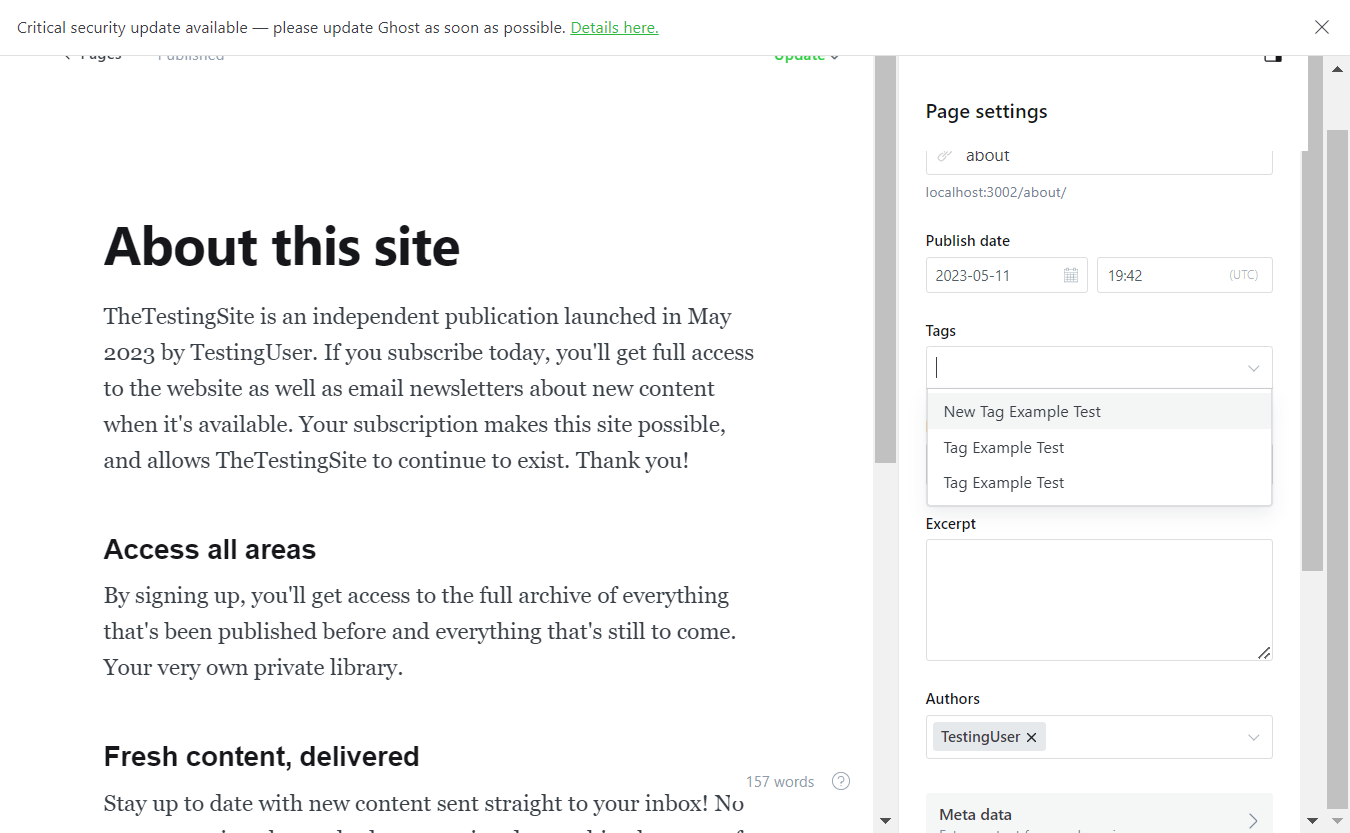 Critical security update available — please update Ghost as soon as possible. Details here.
Pages Published Update
Page settings
about
localhost:3002/about/
Publish date
2023-05-11 19:42 (UTC)
Tags
New Tag Example Test
Tag Example Test
Tag Example Test
Excerpt
Authors
TestingUser ×
Meta data
About this site
TheTestingSite is an independent publication launched in May
2023 by TestingUser. If you subscribe today, you'll get full access
to the website as well as email newsletters about new content
when it's available. Your subscription makes this site possible,
and allows TheTestingSite to continue to exist. Thank you!
Access all areas
By signing up, you'll get access to the full archive of everything
that's been published before and everything that's still to come.
Your very own private library.
Fresh content, delivered
Stay up to date with new content sent straight to your inbox! No
157 words ?